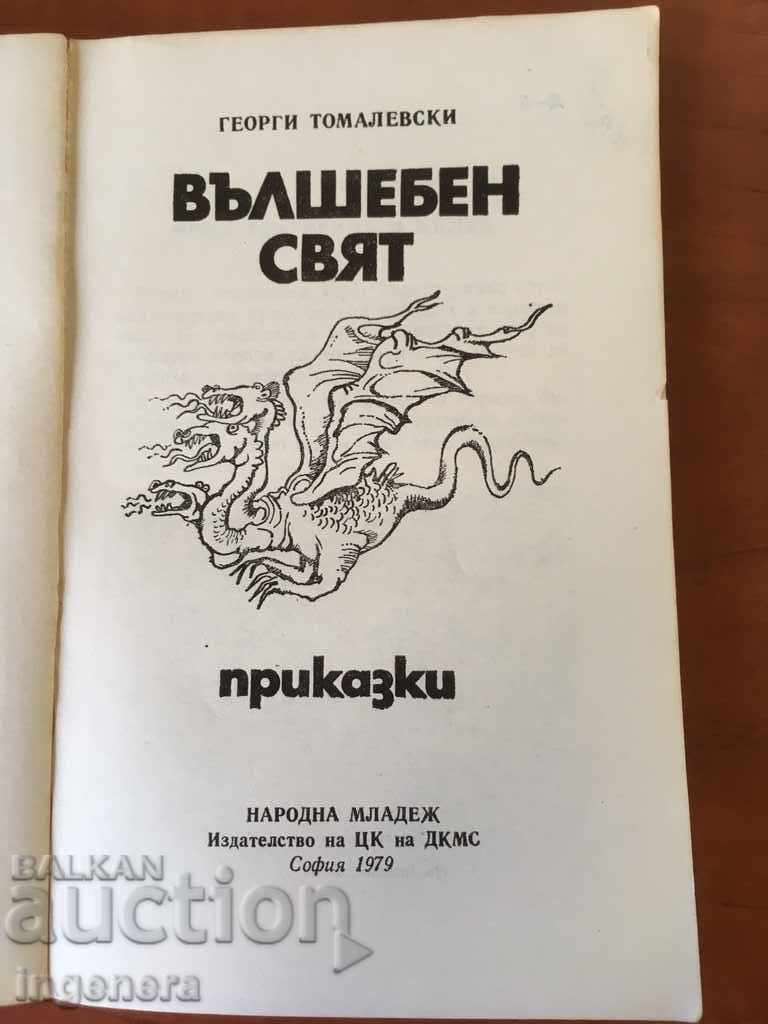 ГЕОРГИ ТОМАЛЕВСКИ
ВЪЛШЕБЕН
СВЯТ
приказки
НАРОДНА МЛАДЕЖ
Издателство на ЦК на ДКМС
София 1979
BALKAN
auction
ingenera